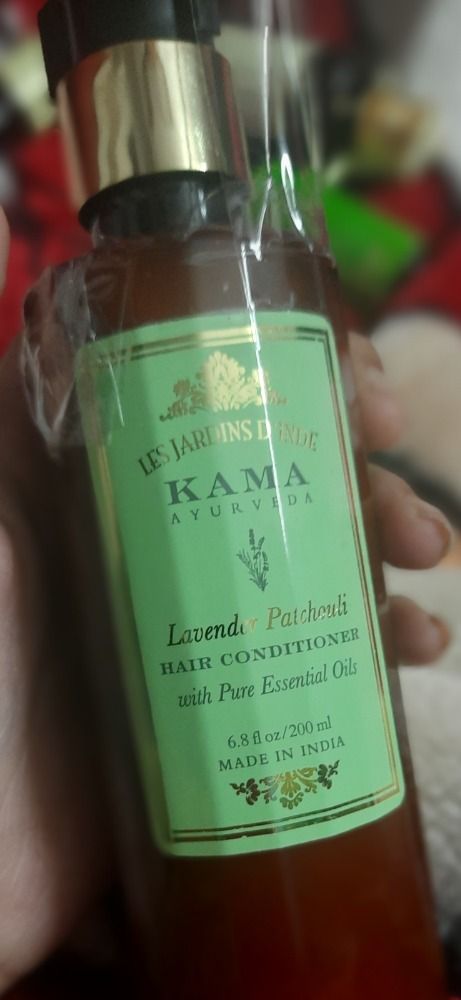 LES JARDINS D'INDE
KAMA
AYURVEDA
Lavender Patchouli
HAIR CONDITIONER
with Pure Essential Oils
6.8 fl oz/200 ml
MADE IN INDIA